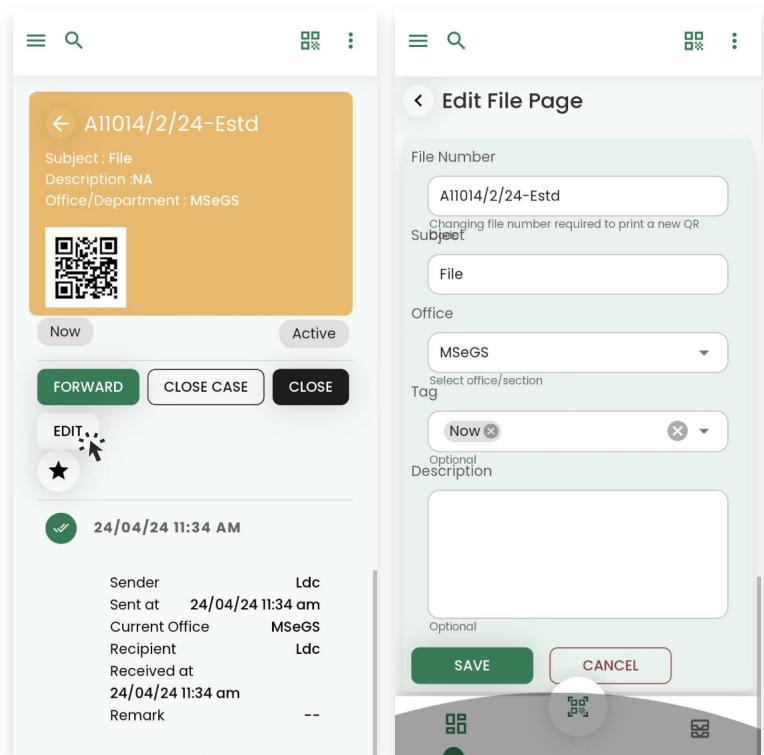 A11014/2/24-Estd
Subject : File
Description :NA
Office/Department : MSeGS
Now
Active
FORWARD
CLOSE CASE
CLOSE
EDIT
24/04/24 11:34 AM
Sender Ldc
Sent at 24/04/24 11:34 am
Current Office MSeGS
Recipient Ldc
Received at
24/04/24 11:34 am
Remark --
Edit File Page
File Number
A11014/2/24-Estd
Changing file number required to print a new QR
Subject
File
Office
MSeGS
Select office/section
Tag
Now
Optional
Description
Optional
SAVE
CANCEL